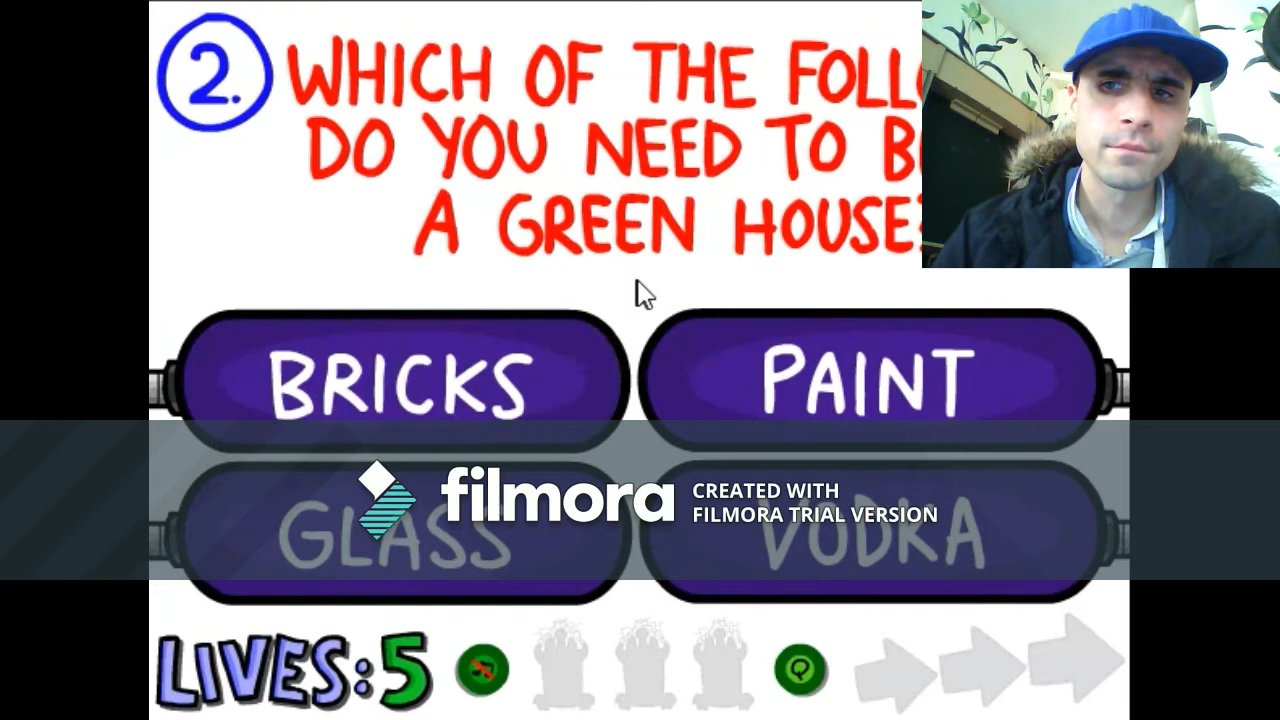 2. WHICH OF THE FOLL
DO YOU NEED TO B
A GREEN HOUSE?
BRICKS
PAINT
GLASS
VODKA
filmora
CREATED WITH
FILMORA TRIAL VERSION
LIVES: 5